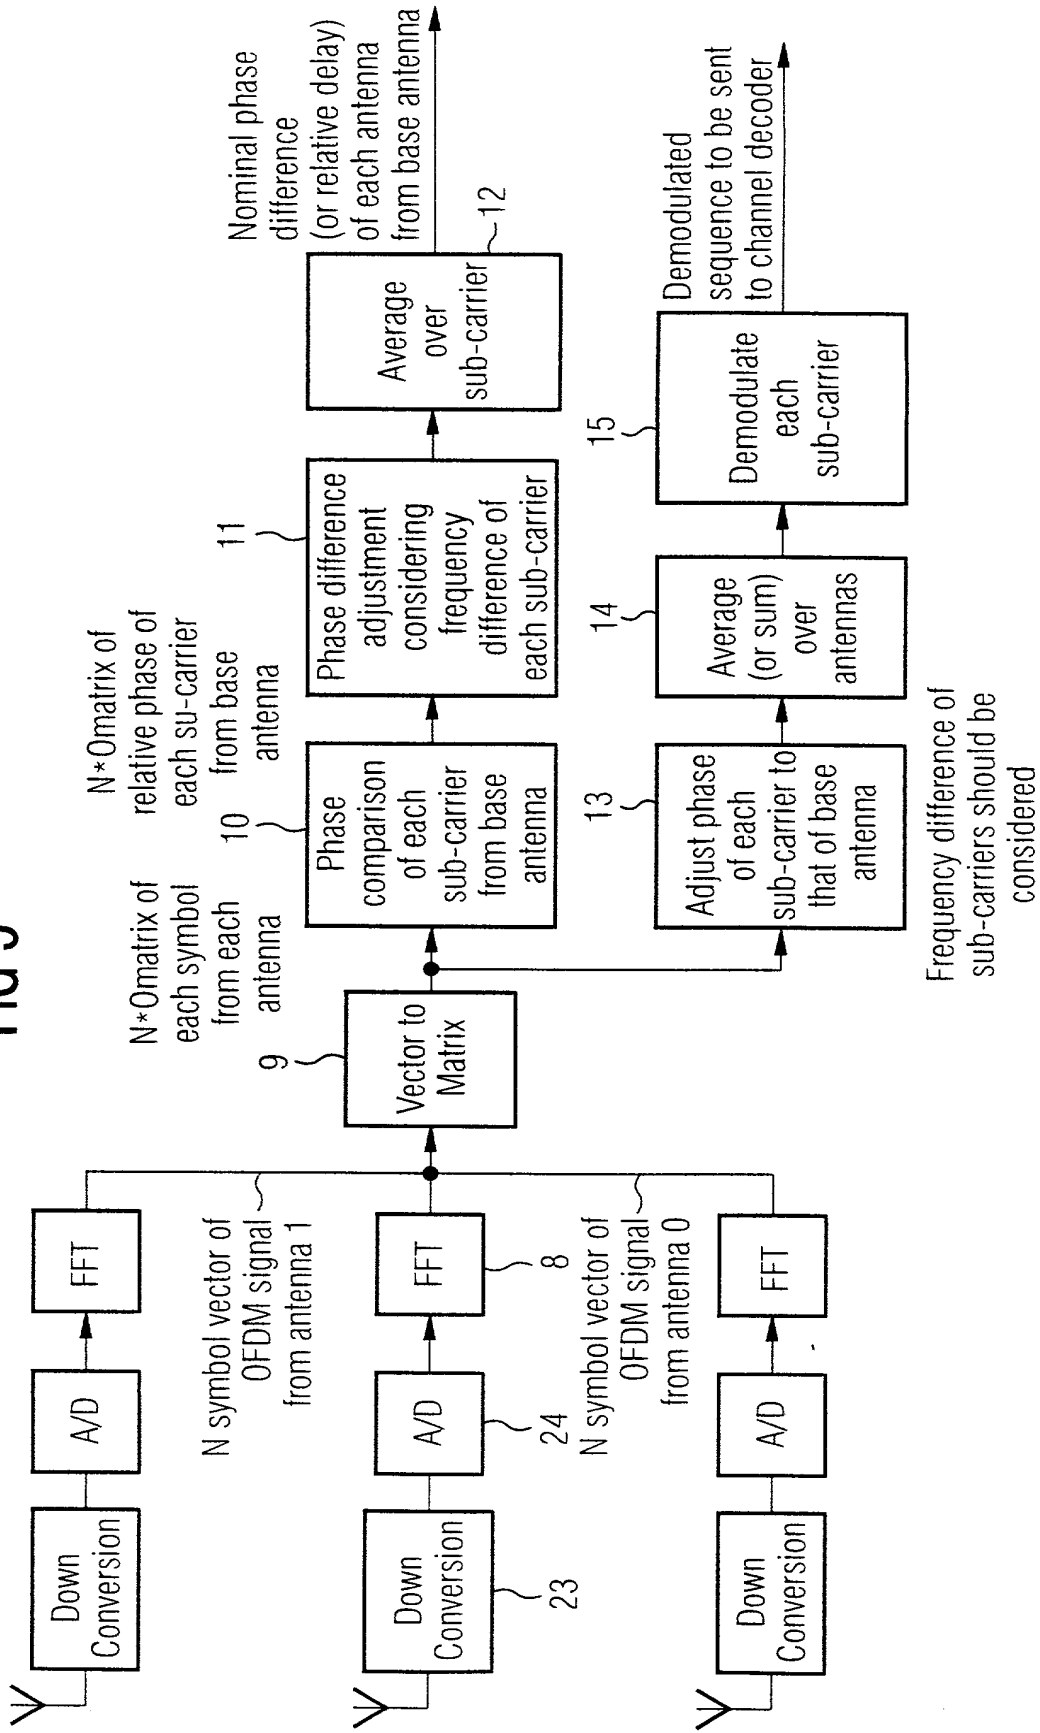 FIG
Down
Conversion
A/D
FFT
N symbol vector of
OFDM signal
from antenna 1
Down
Conversion
23
A/D
24
FFT
8
N symbol vector of
OFDM signal
from antenna 0
Down
Conversion
A/D
FFT
9
Vector to
Matrix
N*Omatrix of
each symbol
from each
antenna
10
Phase
comparison
of each
sub-carrier
from base
antenna
N*Omatrix of
relative phase of
each su-carrier
from base
antenna
11
Phase difference
adjustment
considering
frequency
difference of
each sub-carrier
Average
over
sub-carrier
12
Nominal phase
difference
(or relative delay)
of each antenna
from base antenna
13
Adjust phase
of each
sub-carrier to
that of base
antenna
Frequency difference of
sub-carriers should be
considered
14
Average
(or sum)
over
antennas
15
Demodulate
each
sub-carrier
Demodulated
sequence to be sent
to channel decoder